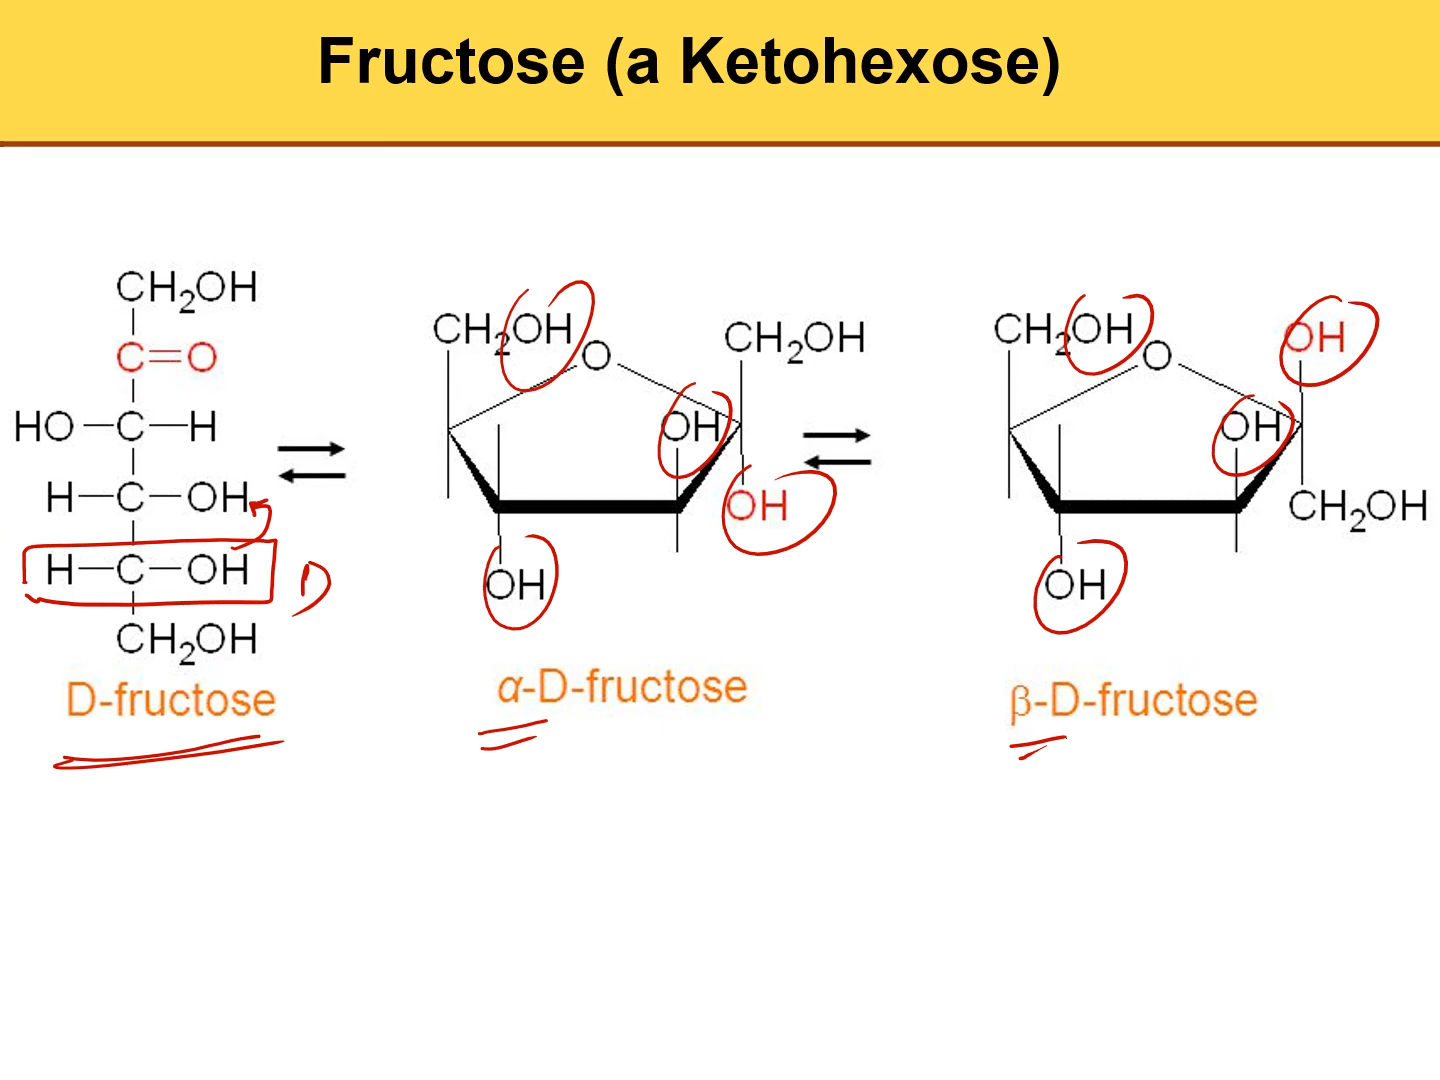 Fructose (a Ketohexose)
CH2OH
C=O
HO—C—H
H—C—OH
H—C—OH
D
CH2OH
D-fructose
CH2OH
O
CH2OH
OH
OH
OH
α-D-fructose
CH2OH
O
OH
OH
CH2OH
OH
β-D-fructose